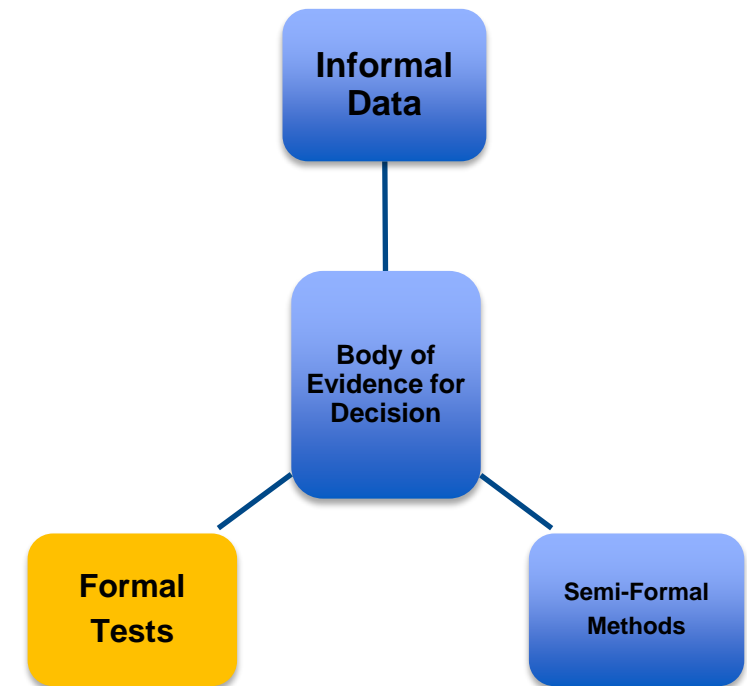 Informal
Data
Body of
Evidence for
Decision
Formal
Tests
Semi-Formal
Methods